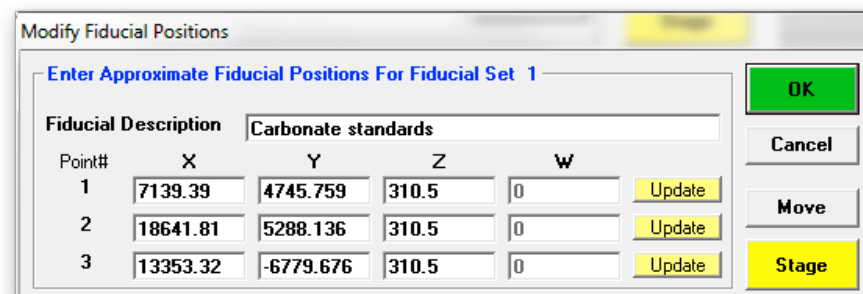 Stage
Modify Fiducial Positions
Enter Approximate Fiducial Positions For Fiducial Set 1
OK
Fiducial Description Carbonate standards
Cancel
Point# X Y Z W
1 7139.39 4745.759 310.5 0 Update
Move
2 18641.81 5288.136 310.5 0 Update
3 13353.32 -6779.676 310.5 0 Update
Stage